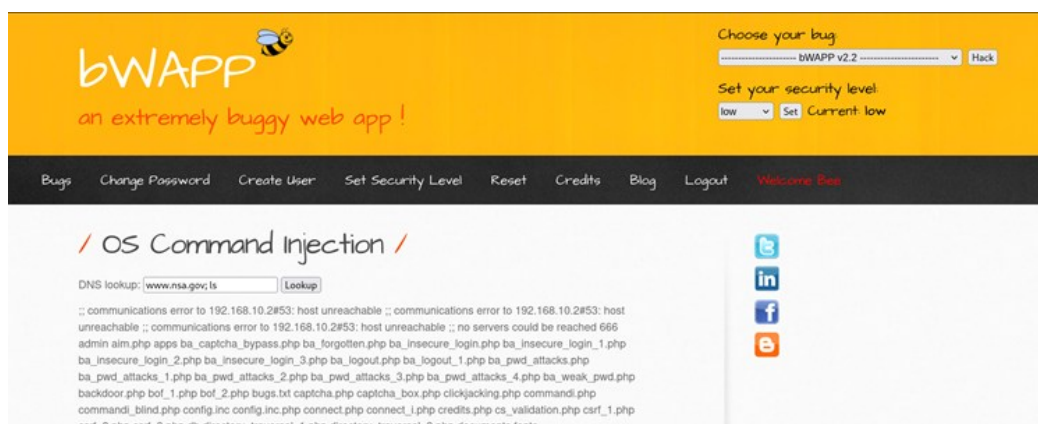 bWAPP
an extremely buggy web app !
Choose your bug:
---------------------- bWAPP v2.2 ----------------------- Hack
Set your security level:
low Set Current: low
Bugs Change Password Create User Set Security Level Reset Credits Blog Logout Welcome Bee
/ OS Command Injection /
DNS lookup: www.nsa.gov; ls Lookup
;; communications error to 192.168.10.2#53: host unreachable ;; communications error to 192.168.10.2#53: host
unreachable ;; communications error to 192.168.10.2#53: host unreachable ;; no servers could be reached 666
admin aim.php apps ba_captcha_bypass.php ba_forgotten.php ba_insecure_login.php ba_insecure_login_1.php
ba_insecure_login_2.php ba_insecure_login_3.php ba_logout.php ba_logout_1.php ba_pwd_attacks.php
ba_pwd_attacks_1.php ba_pwd_attacks_2.php ba_pwd_attacks_3.php ba_pwd_attacks_4.php ba_weak_pwd.php
backdoor.php bof_1.php bof_2.php bugs.txt captcha.php captcha_box.php clickjacking.php commandi.php
commandi_blind.php config.inc config.inc.php connect.php connect_i.php credits.php cs_validation.php csrf_1.php